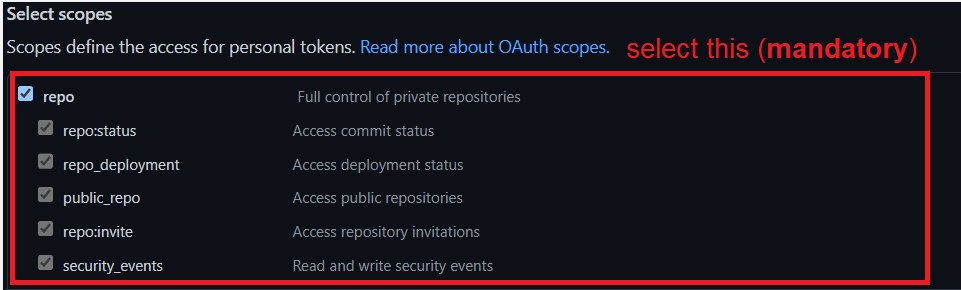 Select scopes
Scopes define the access for personal tokens. Read more about OAuth scopes. select this (mandatory)
repo Full control of private repositories
repo:status Access commit status
repo_deployment Access deployment status
public_repo Access public repositories
repo:invite Access repository invitations
security_events Read and write security events